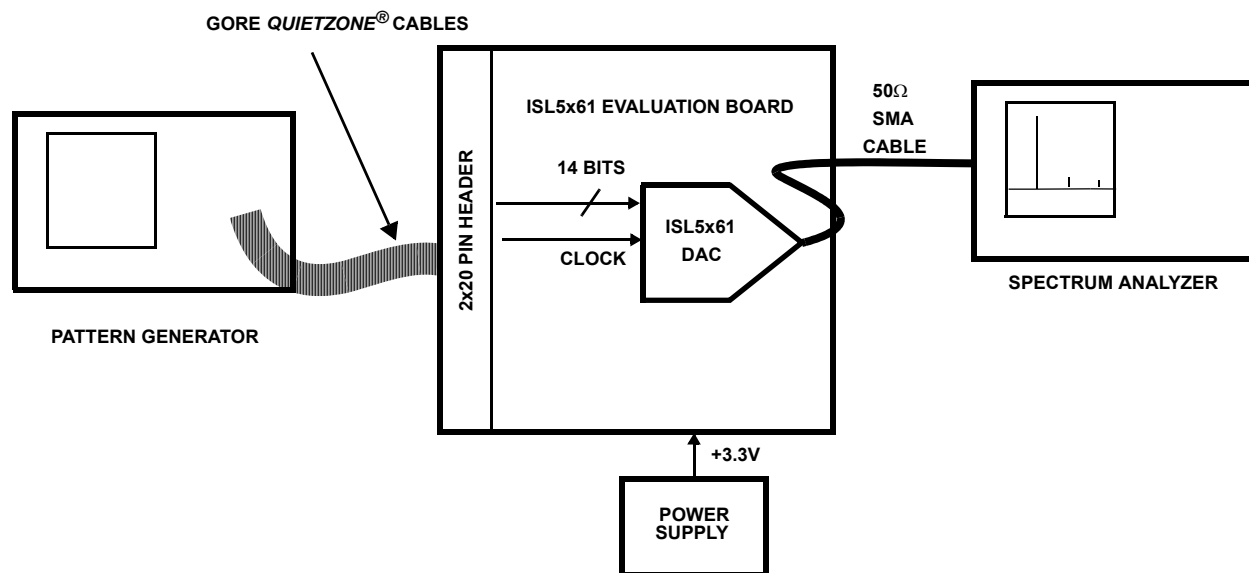 GORE QUIETZONE® CABLES
PATTERN GENERATOR
2x20 PIN HEADER
ISL5x61 EVALUATION BOARD
14 BITS
CLOCK
ISL5x61
DAC
50Ω
SMA
CABLE
SPECTRUM ANALYZER
+3.3V
POWER
SUPPLY